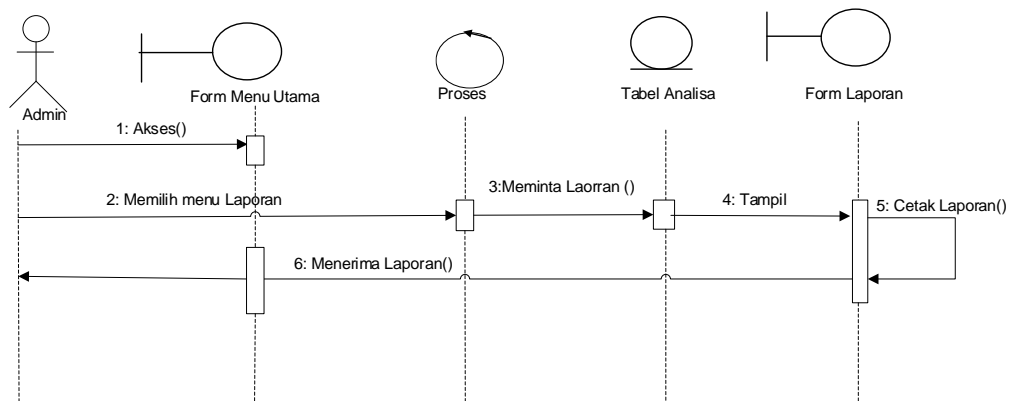 Form Menu Utama
Proses
Tabel Analisa
Form Laporan
Admin
1: Akses()
2: Memilih menu Laporan
3:Meminta Laorran ()
4: Tampil
5: Cetak Laporan()
6: Menerima Laporan()